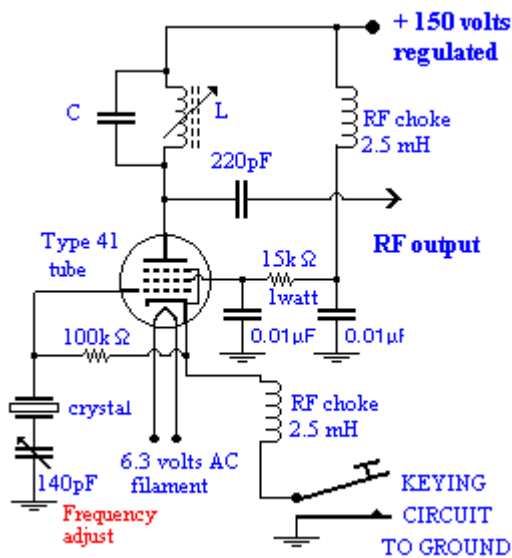 + 150 volts
regulated
C
L
RF choke
2.5 mH
220pF
RF output
Type 41
tube
15k Ω
1watt
0.01µF
0.01µF
100k Ω
crystal
RF choke
2.5 mH
6.3 volts AC
filament
140pF
Frequency
adjust
KEYING
CIRCUIT
TO GROUND